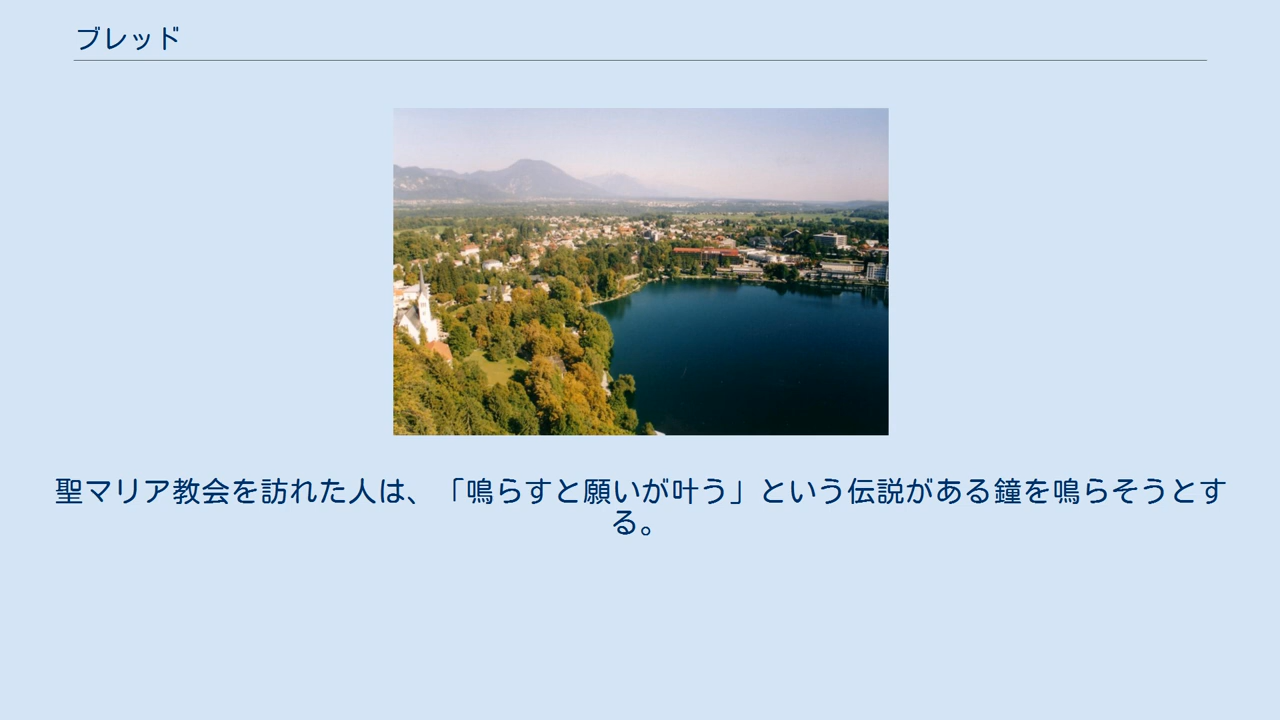 ブレッド
聖マリア教会を訪れた人は、「鳴らすと願いが叶う」という伝説がある鐘を鳴らそうとす
る。